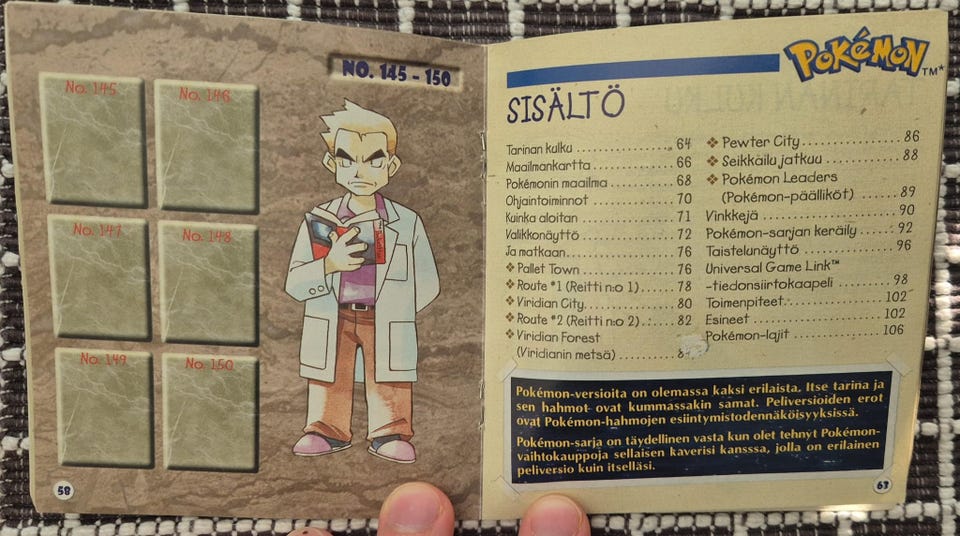 No. 145 - 150
No. 145
No. 146
No. 147
No. 148
No. 149
No. 150
58
POKéMON TM*
SISÄLTÖ
Tarinan kulku 64
Maailmankartta 66
Pokémonin maailma 68
Ohjaintoiminnot 70
Kuinka aloitan 71
Valikkonäyttö 72
Ja matkaan 76
❖ Pallet Town 76
❖ Route #1 (Reitti n:o 1) 78
❖ Viridian City 80
❖ Route #2 (Reitti n:o 2) 82
❖ Viridian Forest
(Viridianin metsä)
❖ Pewter City 86
❖ Seikkäilu jatkuu 88
❖ Pokémon Leaders
(Pokémon-päälliköt) 89
Vinkkejä 90
Pokémon-sarjan keräily 92
Taistelunäyttö 96
Universal Game Link™
-tiedonsiirtokaapeli 98
Toimenpiteet 102
Esineet 102
Pokémon-lajit 106
Pokémon-versioita on olemassa kaksi erilaista. Itse tarina ja
sen hahmot ovat kummassakin samat. Peliversioiden erot
ovat Pokémon-hahmojen esiintymistodennäköisyyksissä.
Pokémon-sarja on täydellinen vasta kun olet tehnyt Pokémon-
vaihtokauppoja sellaisen kaverisi kansssa, jolla on erilainen
peliversio kuin itselläsi.
63